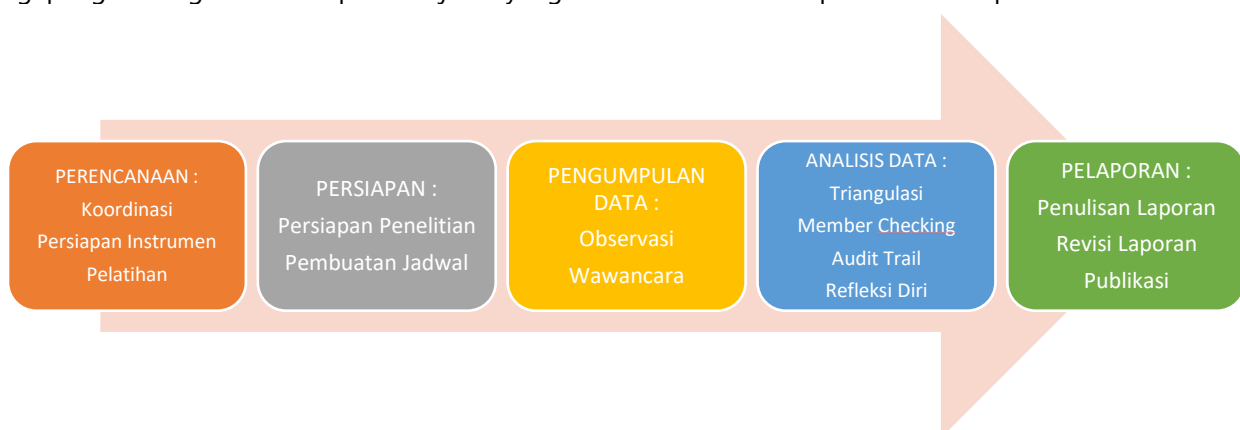 PERENCANAAN :
Koordinasi
Persiapan Instrumen
Pelatihan
PERSIAPAN :
Persiapan Penelitian
Pembuatan Jadwal
PENGUMPULAN
DATA :
Observasi
Wawancara
ANALISIS DATA :
Triangulasi
Member Checking
Audit Trail
Refleksi Diri
PELAPORAN :
Penulisan Laporan
Revisi Laporan
Publikasi